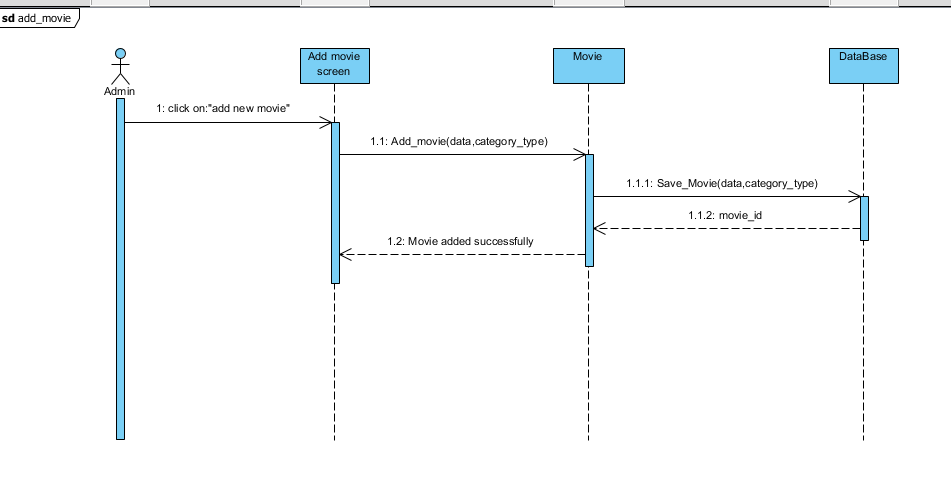 sd add_movie
Add movie
screen
Movie
DataBase
Admin
1: click on:"add new movie"
1.1: Add_movie(data,category_type)
1.1.1: Save_Movie(data,category_type)
1.1.2: movie_id
1.2: Movie added successfully